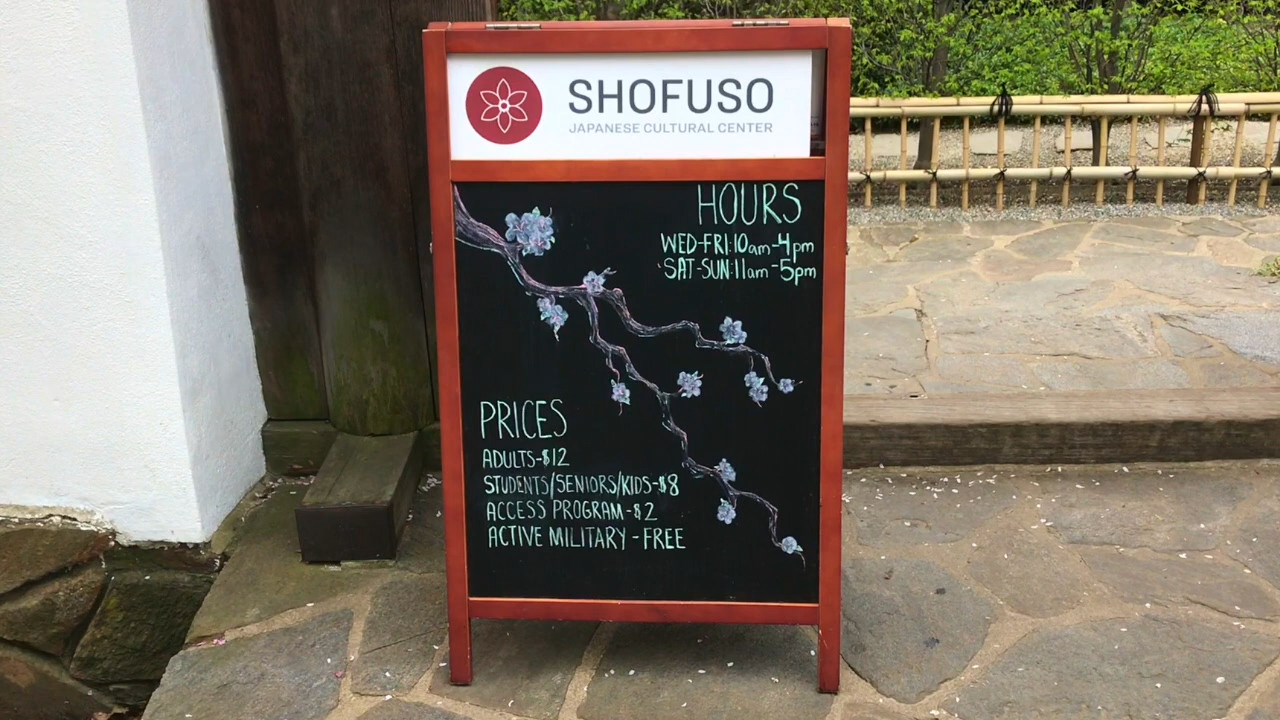 SHOFUSO
JAPANESE CULTURAL CENTER
HOURS
WED-FRI:10am-4pm
SAT-SUN:11am-5pm
PRICES
ADULTS-$12
STUDENTS/SENIORS/KIDS-$8
ACCESS PROGRAM-$2
ACTIVE MILITARY-FREE